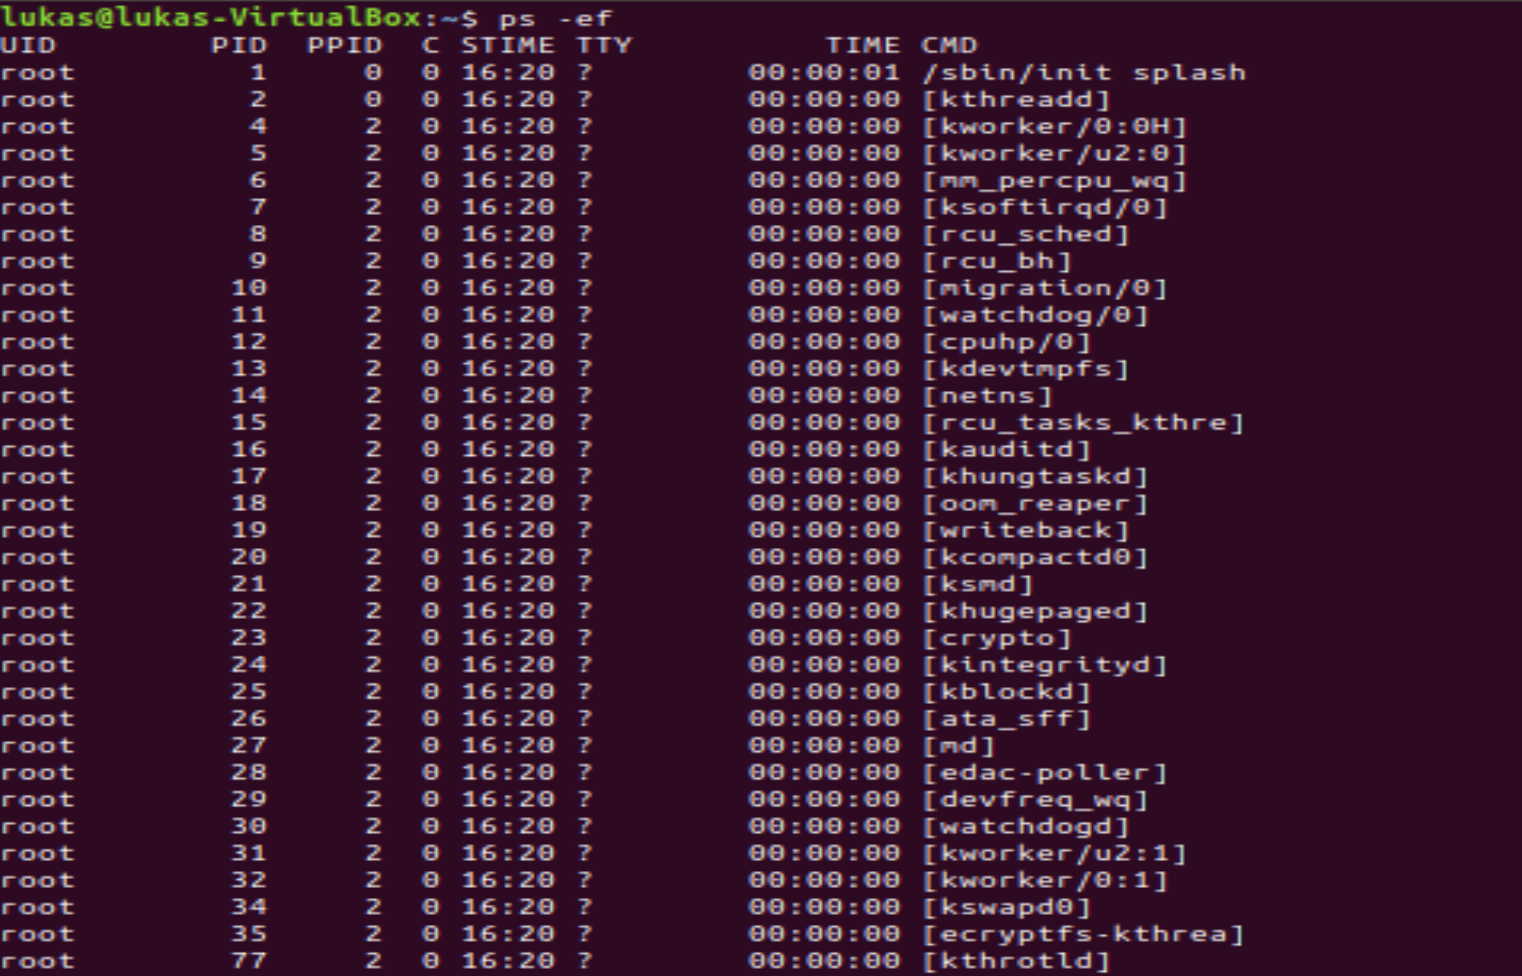 lukas@lukas-VirtualBox:~$ ps -ef
UID        PID  PPID  C STIME TTY          TIME CMD
root         1     0  0 16:20 ?        00:00:01 /sbin/init splash
root         2     0  0 16:20 ?        00:00:00 [kthreadd]
root         4     2  0 16:20 ?        00:00:00 [kworker/0:0H]
root         5     2  0 16:20 ?        00:00:00 [kworker/u2:0]
root         6     2  0 16:20 ?        00:00:00 [mm_percpu_wq]
root         7     2  0 16:20 ?        00:00:00 [ksoftirqd/0]
root         8     2  0 16:20 ?        00:00:00 [rcu_sched]
root         9     2  0 16:20 ?        00:00:00 [rcu_bh]
root        10     2  0 16:20 ?        00:00:00 [migration/0]
root        11     2  0 16:20 ?        00:00:00 [watchdog/0]
root        12     2  0 16:20 ?        00:00:00 [cpuhp/0]
root        13     2  0 16:20 ?        00:00:00 [kdevtmpfs]
root        14     2  0 16:20 ?        00:00:00 [netns]
root        15     2  0 16:20 ?        00:00:00 [rcu_tasks_kthre]
root        16     2  0 16:20 ?        00:00:00 [kauditd]
root        17     2  0 16:20 ?        00:00:00 [khungtaskd]
root        18     2  0 16:20 ?        00:00:00 [oom_reaper]
root        19     2  0 16:20 ?        00:00:00 [writeback]
root        20     2  0 16:20 ?        00:00:00 [kcompactd0]
root        21     2  0 16:20 ?        00:00:00 [ksmd]
root        22     2  0 16:20 ?        00:00:00 [khugepaged]
root        23     2  0 16:20 ?        00:00:00 [crypto]
root        24     2  0 16:20 ?        00:00:00 [kintegrityd]
root        25     2  0 16:20 ?        00:00:00 [kblockd]
root        26     2  0 16:20 ?        00:00:00 [ata_sff]
root        27     2  0 16:20 ?        00:00:00 [md]
root        28     2  0 16:20 ?        00:00:00 [edac-poller]
root        29     2  0 16:20 ?        00:00:00 [devfreq_wq]
root        30     2  0 16:20 ?        00:00:00 [watchdogd]
root        31     2  0 16:20 ?        00:00:00 [kworker/u2:1]
root        32     2  0 16:20 ?        00:00:00 [kworker/0:1]
root        34     2  0 16:20 ?        00:00:00 [kswapd0]
root        35     2  0 16:20 ?        00:00:00 [ecryptfs-kthrea]
root        77     2  0 16:20 ?        00:00:00 [kthrotld]